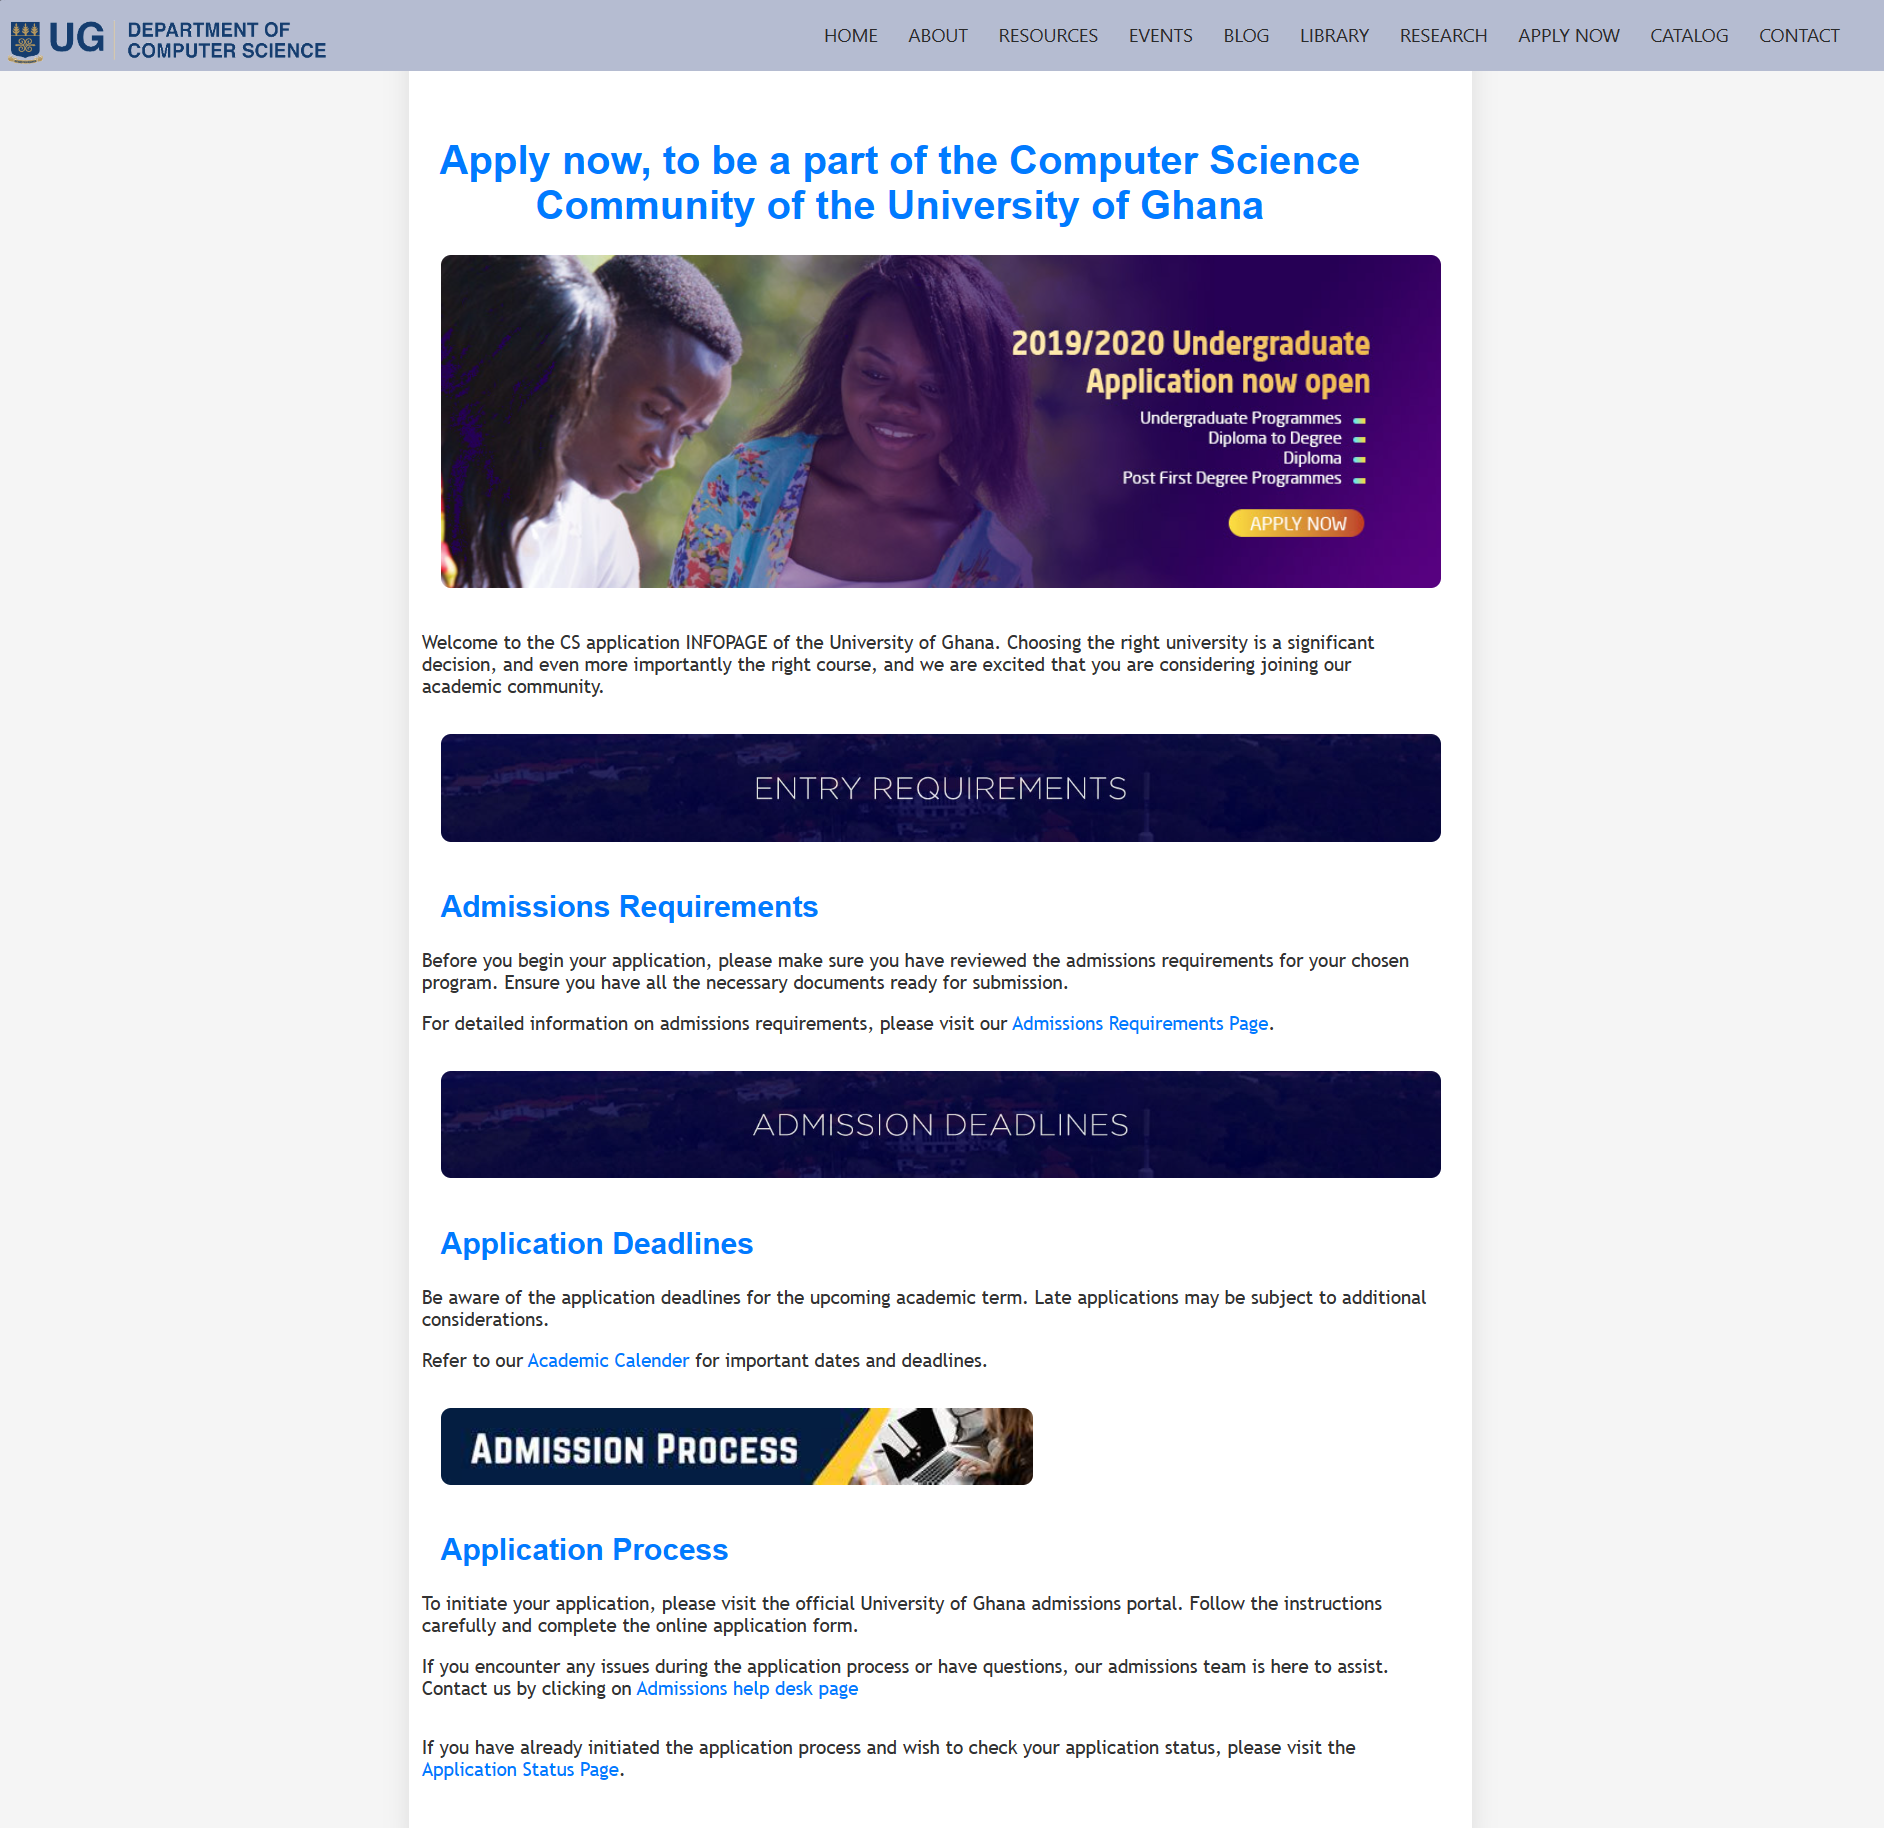 UG
DEPARTMENT OF
COMPUTER SCIENCE
HOME ABOUT RESOURCES EVENTS BLOG LIBRARY RESEARCH APPLY NOW CATALOG CONTACT
Apply now, to be a part of the Computer Science
Community of the University of Ghana
2019/2020 Undergraduate
Application now open
Undergraduate Programmes
Diploma to Degree
Diploma
Post First Degree Programmes
APPLY NOW
Welcome to the CS application INFOPAGE of the University of Ghana. Choosing the right university is a significant
decision, and even more importantly the right course, and we are excited that you are considering joining our
academic community.
ENTRY REQUIREMENTS
Admissions Requirements
Before you begin your application, please make sure you have reviewed the admissions requirements for your chosen
program. Ensure you have all the necessary documents ready for submission.
For detailed information on admissions requirements, please visit our Admissions Requirements Page.
ADMISSION DEADLINES
Application Deadlines
Be aware of the application deadlines for the upcoming academic term. Late applications may be subject to additional
considerations.
Refer to our Academic Calender for important dates and deadlines.
ADMISSION PROCESS
Application Process
To initiate your application, please visit the official University of Ghana admissions portal. Follow the instructions
carefully and complete the online application form.
If you encounter any issues during the application process or have questions, our admissions team is here to assist.
Contact us by clicking on Admissions help desk page
If you have already initiated the application process and wish to check your application status, please visit the
Application Status Page.